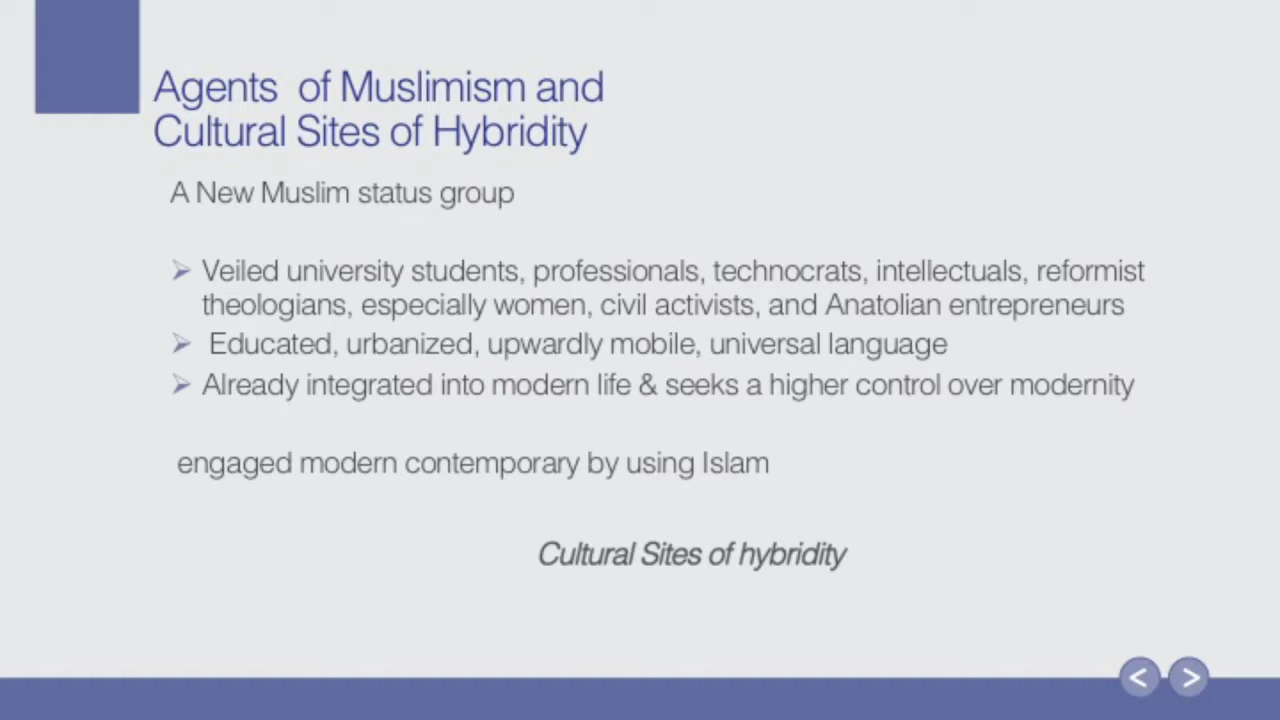 Agents of Muslimism and
Cultural Sites of Hybridity
A New Muslim status group
➢ Veiled university students, professionals, technocrats, intellectuals, reformist
theologians, especially women, civil activists, and Anatolian entrepreneurs
➢ Educated, urbanized, upwardly mobile, universal language
➢ Already integrated into modern life & seeks a higher control over modernity
engaged modern contemporary by using Islam
Cultural Sites of hybridity